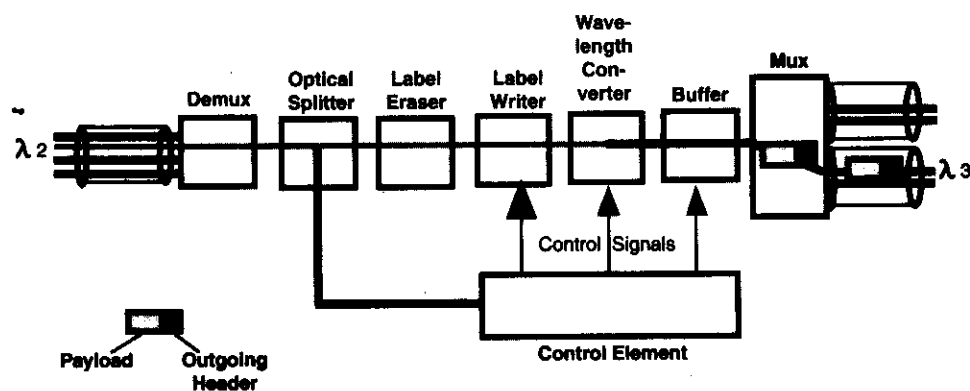 Wave-
length
Con-
verter
Mux
Optical
Splitter
Label
Eraser
Label
Writer
Demux
Buffer
~
λ 2
λ 3
Control Signals
Control Element
Payload
Outgoing
Header